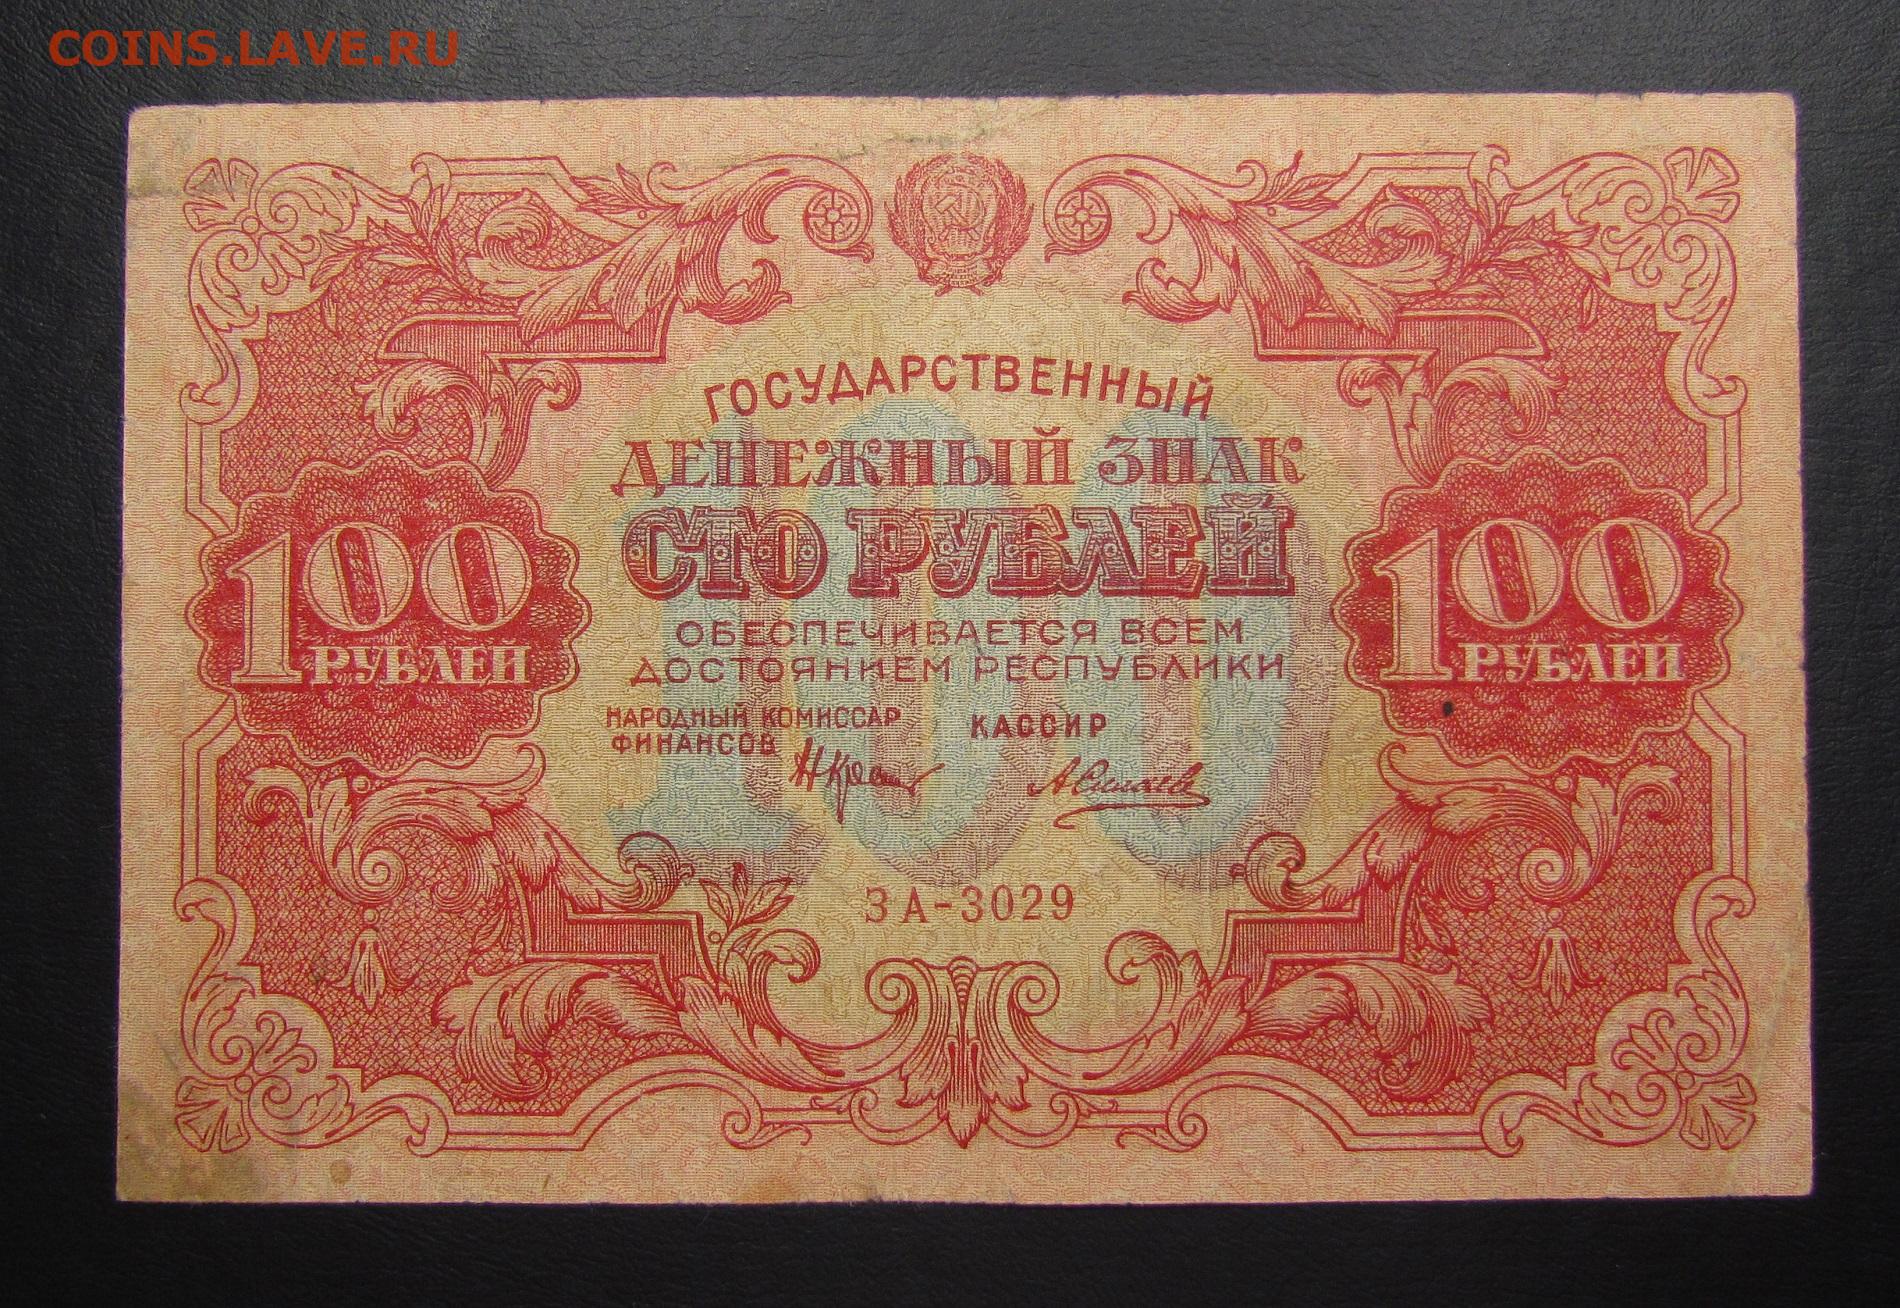 COINS.LAVE.RU
ГОСУДАРСТВЕННЫЙ
ДЕНЕЖНЫЙ ЗНАК
СТО РУБЛЕЙ
100
100 РУБЛЕЙ
100 РУБЛЕЙ
ОБЕСПЕЧИВАЕТСЯ ВСЕМ
ДОСТОЯНИЕМ РЕСПУБЛИКИ
НАРОДНЫЙ КОМИССАР
ФИНАНСОВ
КАССИР
ЗА-3029